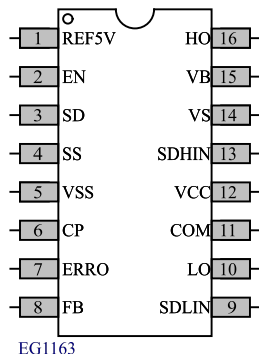 1 REF5V HO 16
2 EN VB 15
3 SD VS 14
4 SS SDHIN 13
5 VSS VCC 12
6 CP COM 11
7 ERRO LO 10
8 FB SDLIN 9
EG1163